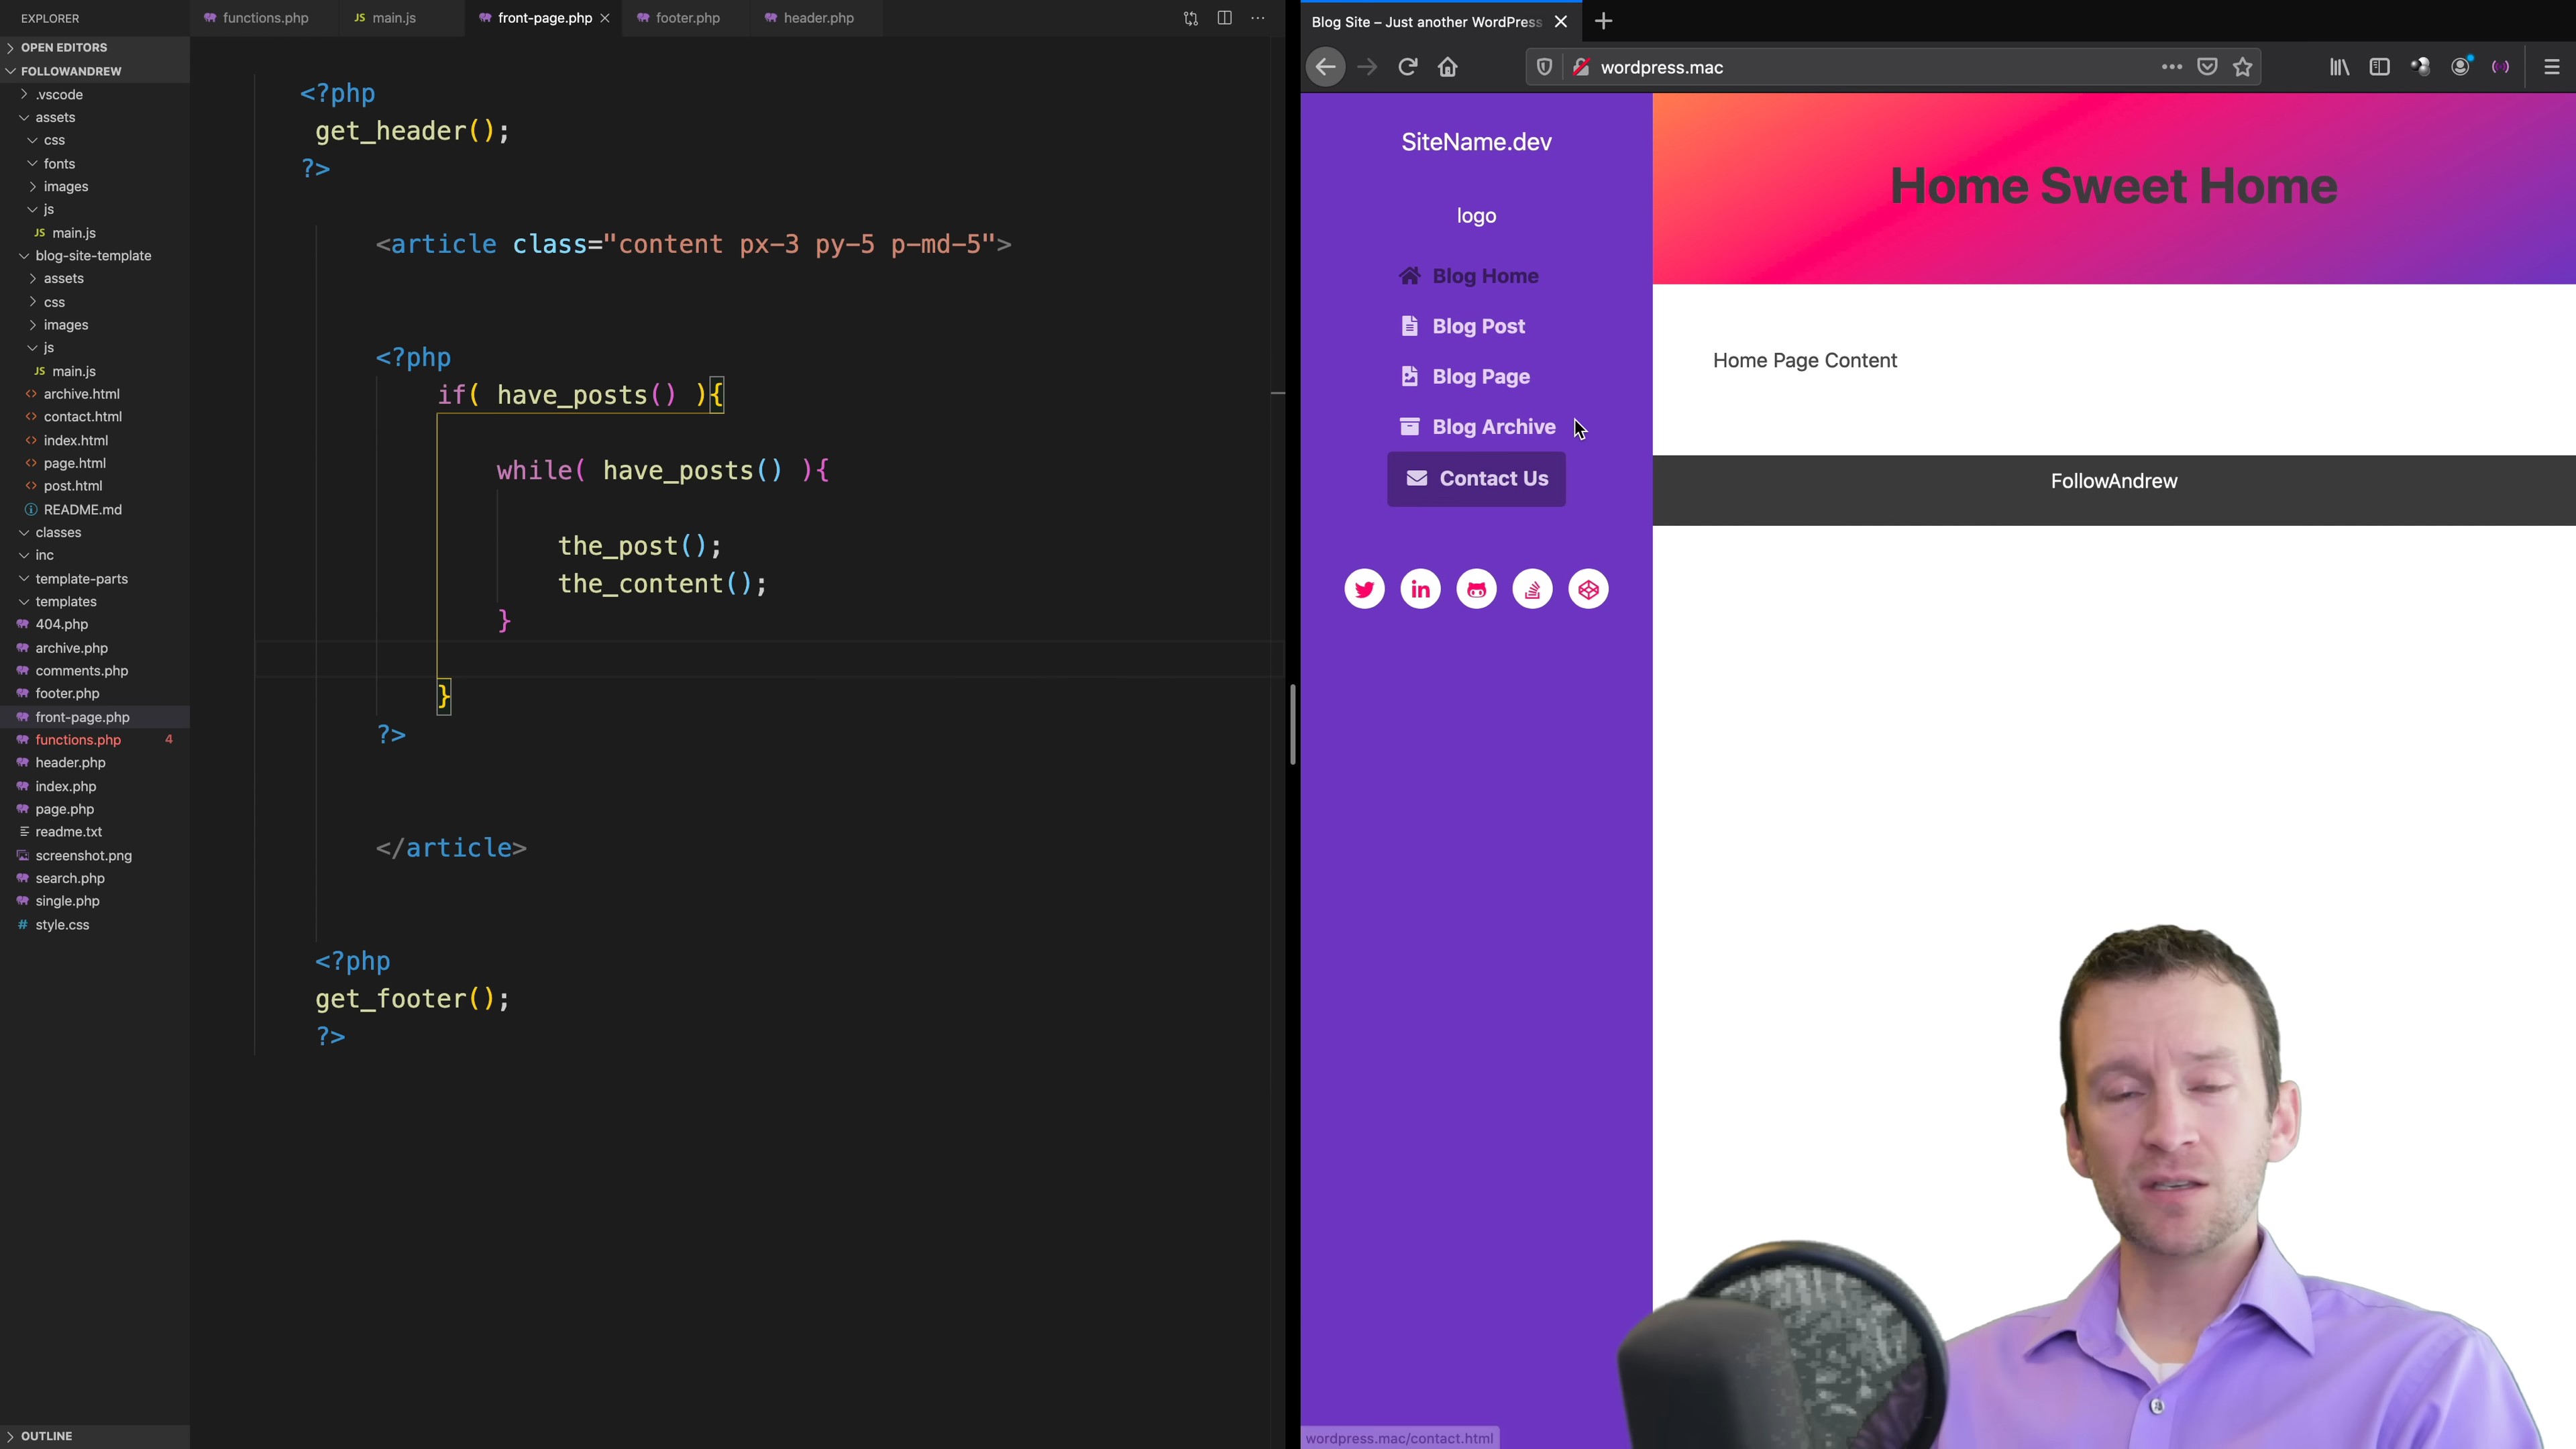 EXPLORER
OPEN EDITORS
FOLLOWANDREW
.vscode
assets
css
fonts
images
js
JS main.js
blog-site-template
assets
css
images
js
JS main.js
archive.html
contact.html
index.html
page.html
post.html
README.md
classes
inc
template-parts
templates
404.php
archive.php
comments.php
footer.php
front-page.php
functions.php 4
header.php
index.php
page.php
readme.txt
screenshot.png
search.php
single.php
# style.css
OUTLINE
functions.php
JS main.js
front-page.php
footer.php
header.php
<?php
get_header();
?>
<article class="content px-3 py-5 p-md-5">
<?php
if( have_posts() ){
while( have_posts() ){
the_post();
the_content();
}
}
?>
</article>
<?php
get_footer();
?>
Blog Site – Just another WordPress
wordpress.mac
SiteName.dev
logo
Blog Home
Blog Post
Blog Page
Blog Archive
Contact Us
in
Home Sweet Home
Home Page Content
FollowAndrew
wordpress.mac/contact.html